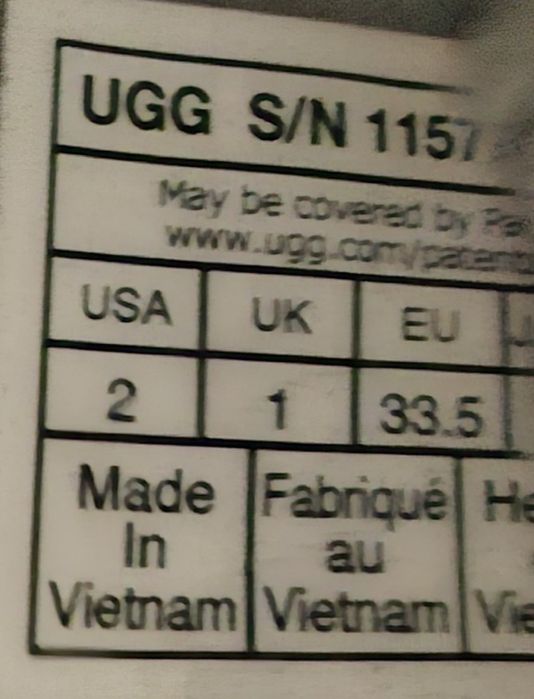 UGG S/N 1157
May be covered by
www.ugg.com/patents
USA UK EU
2 1 33.5
Made Fabriqué
In au
Vietnam Vietnam